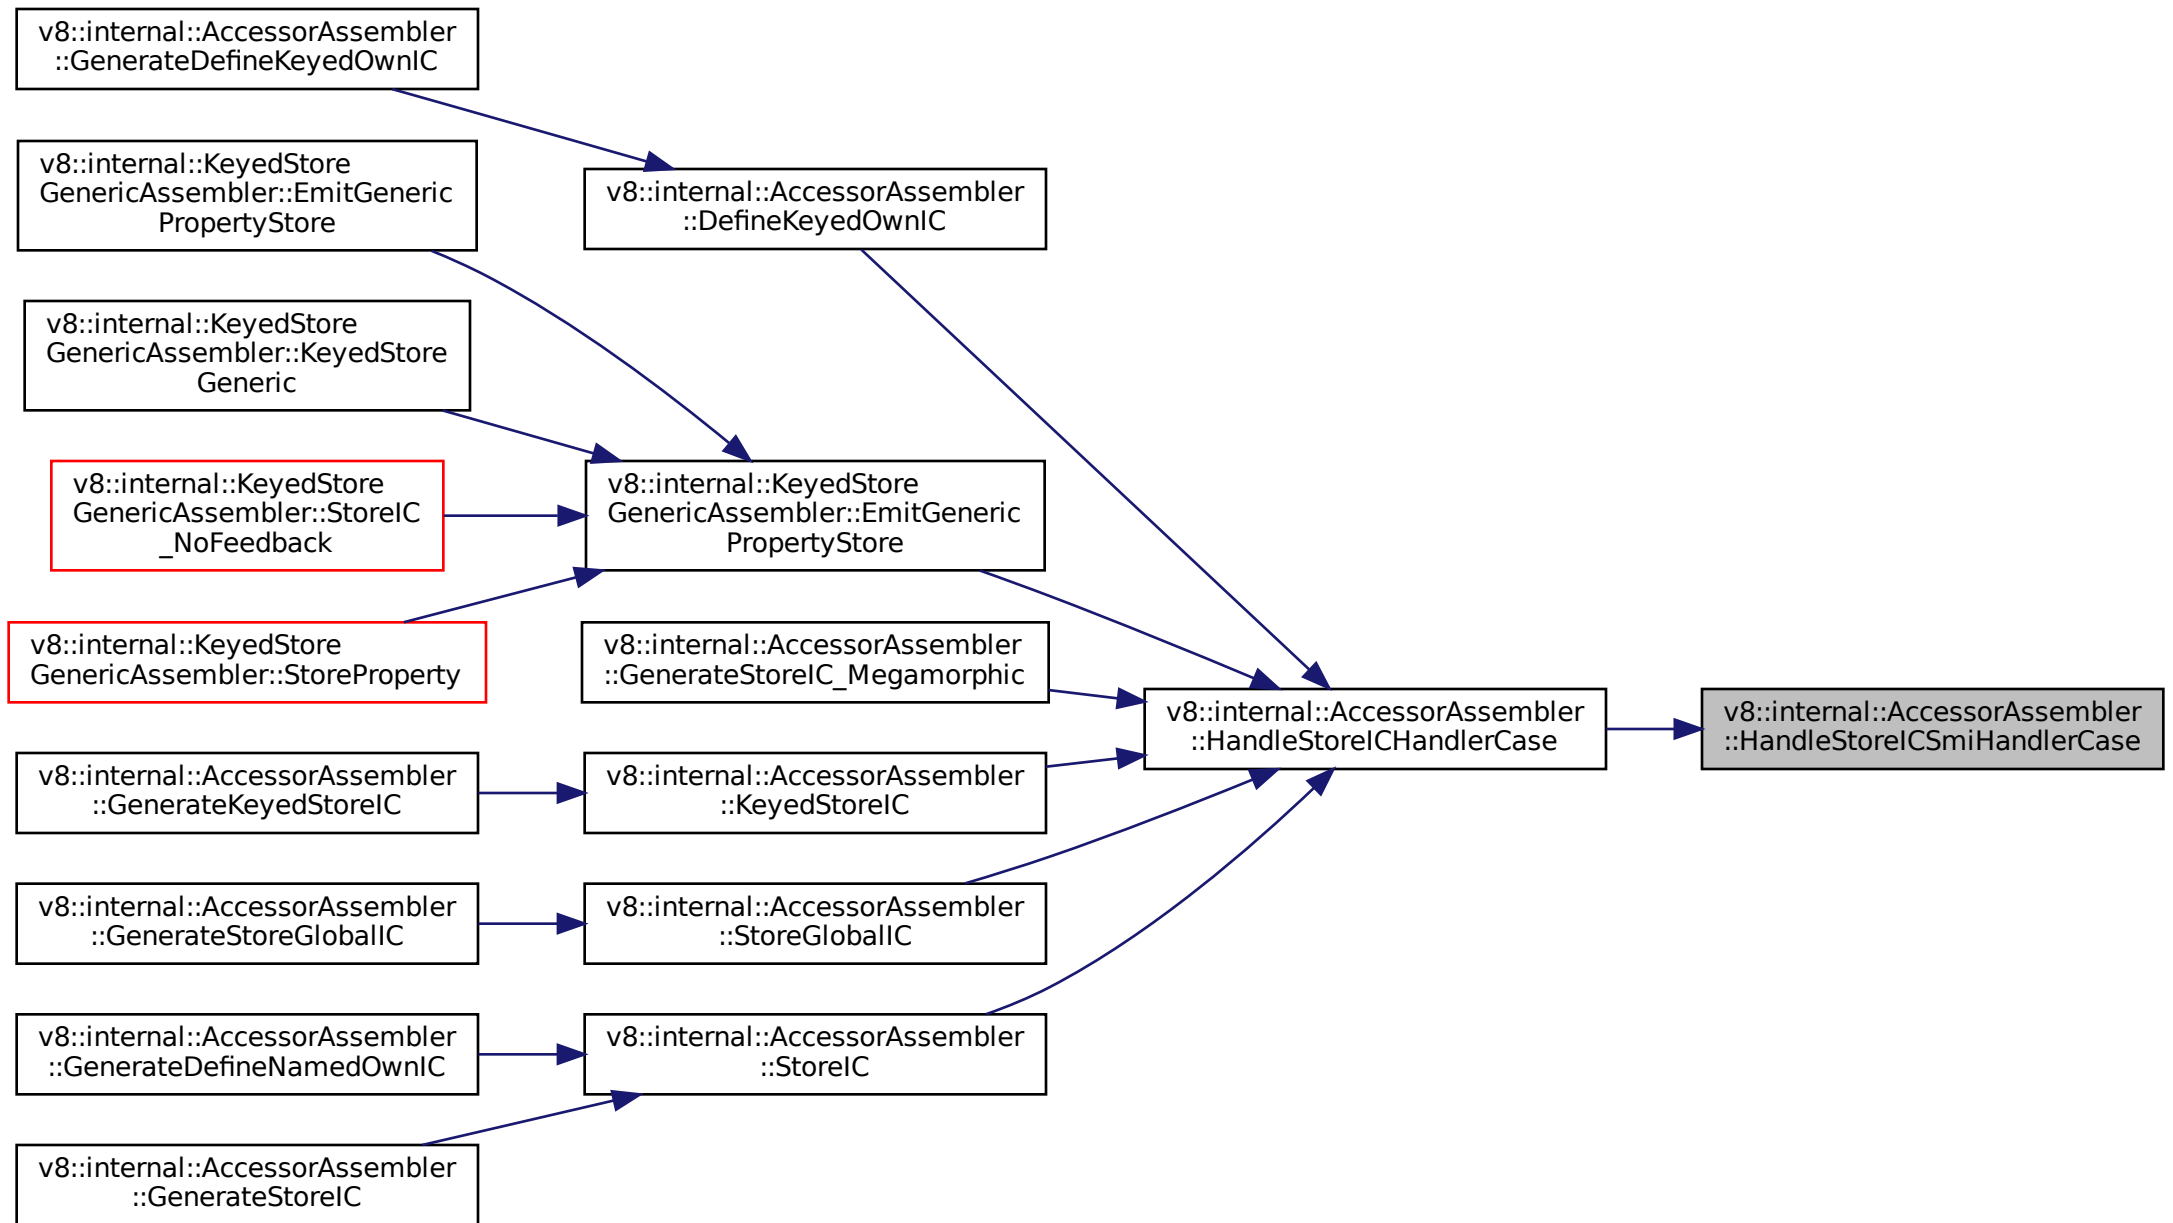 v8::internal::AccessorAssembler
::GenerateDefineKeyedOwnIC
v8::internal::KeyedStore
GenericAssembler::EmitGeneric
PropertyStore
v8::internal::KeyedStore
GenericAssembler::KeyedStore
Generic
v8::internal::KeyedStore
GenericAssembler::StoreIC
_NoFeedback
v8::internal::KeyedStore
GenericAssembler::StoreProperty
v8::internal::AccessorAssembler
::GenerateKeyedStoreIC
v8::internal::AccessorAssembler
::GenerateStoreGlobalIC
v8::internal::AccessorAssembler
::GenerateDefineNamedOwnIC
v8::internal::AccessorAssembler
::GenerateStoreIC
v8::internal::AccessorAssembler
::DefineKeyedOwnIC
v8::internal::KeyedStore
GenericAssembler::EmitGeneric
PropertyStore
v8::internal::AccessorAssembler
::GenerateStoreIC_Megamorphic
v8::internal::AccessorAssembler
::KeyedStoreIC
v8::internal::AccessorAssembler
::StoreGlobalIC
v8::internal::AccessorAssembler
::StoreIC
v8::internal::AccessorAssembler
::HandleStoreICHandlerCase
v8::internal::AccessorAssembler
::HandleStoreICSmiHandlerCase